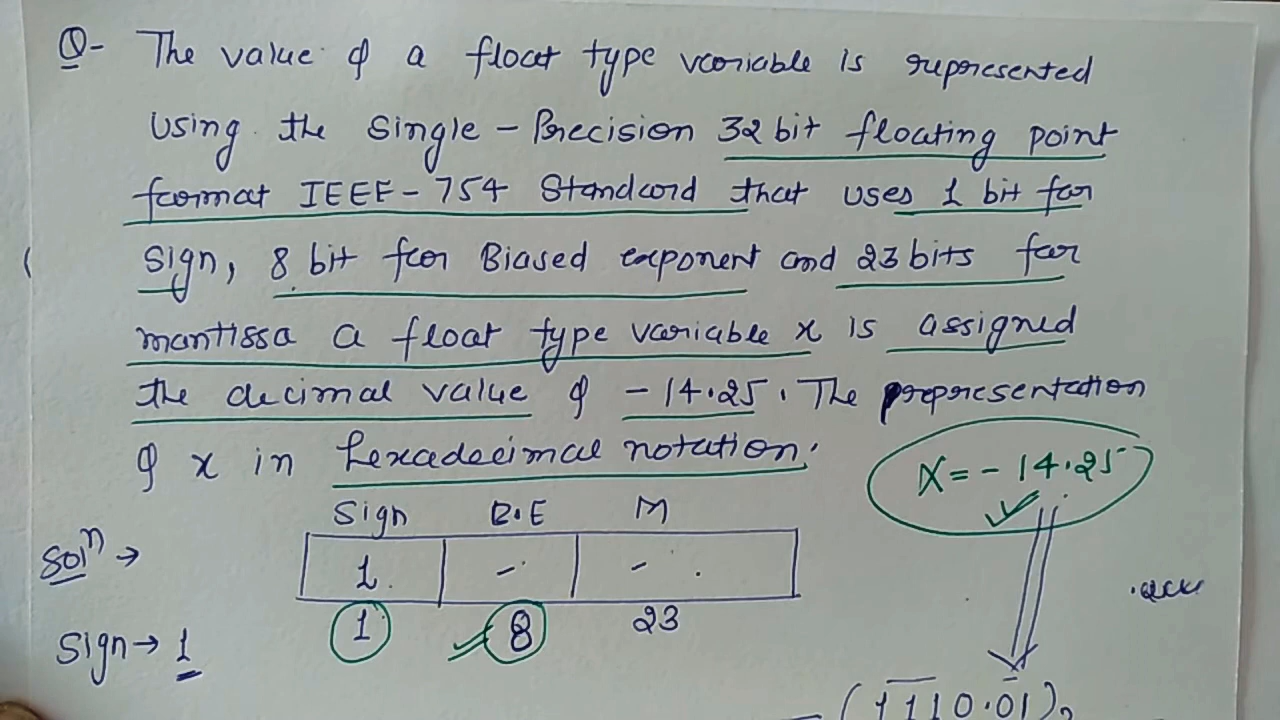 Q- The value of a float type variable is represented
Using the Single - Precision 32 bit floating point
format IEEE - 754 Standard that uses 1 bit for
Sign, 8 bit for Biased exponent and 23 bits for
mantissa a float type variable x is assigned
the decimal value of - 14.25. The representation
of x in hexadecimal notation.
X = - 14.25
Sign B.E M
Solⁿ →
1 - -
1 8 23
Sign → 1
- (1110.01)₂